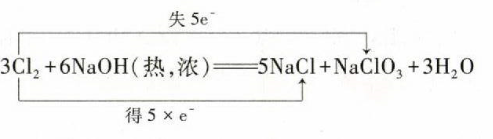 失 5e⁻
3Cl₂+6NaOH(热,浓)══5NaCl+NaClO₃+3H₂O
得 5 × e⁻